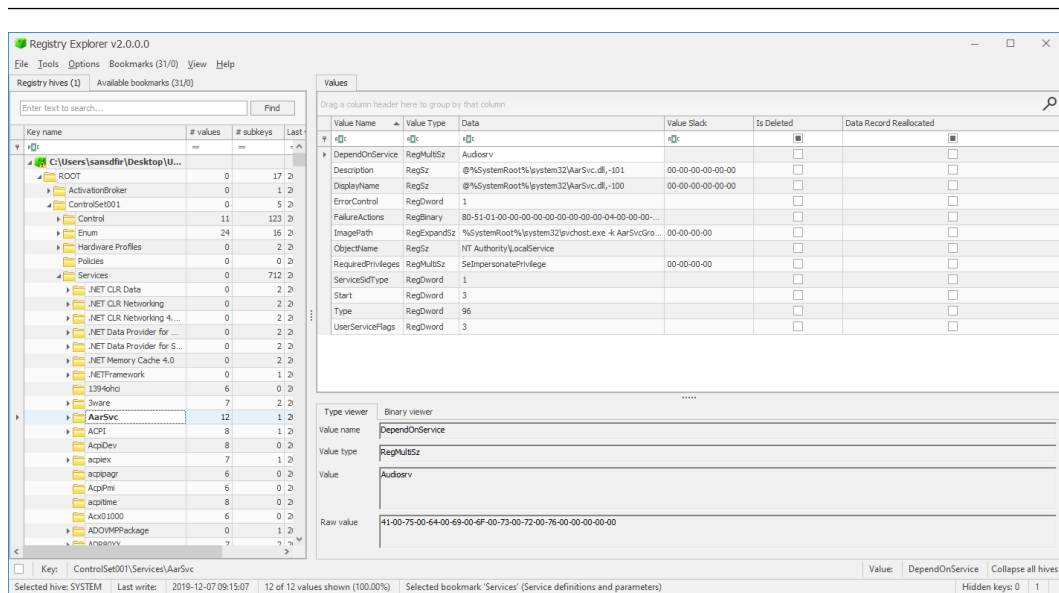 Registry Explorer v2.0.0.0
File Tools Options Bookmarks (31/0) View Help
Registry hives (1) Available bookmarks (31/0)
Enter text to search... Find
Key name # values # subkeys Last
= =
C:\Users\sansdfir\Desktop\U...
ROOT 0 17
ActivationBroker 0 1
ControlSet001 0 5
Control 11 123
Enum 24 16
Hardware Profiles 0 2
Policies 0 0
Services 0 712
.NET CLR Data 0 2
.NET CLR Networking 0 2
.NET CLR Networking 4.... 0 2
.NET Data Provider for ... 0 2
.NET Data Provider for S... 0 2
.NET Memory Cache 4.0 0 2
.NETFramework 0 1
1394ohci 6 0
3ware 7 2
AarSvc 12 1
ACPI 8 1
AcpiDev 8 0
acpiex 7 1
acpipagr 6 0
AcpiPmi 6 0
acpitime 8 0
Acx01000 6 0
ADOVMPPackage 0 1
ADP80XX 7 2
Values
Drag a column header here to group by that column
Value Name Value Type Data Value Slack Is Deleted Data Record Reallocated
DependOnService RegMultiSz Audiosrv
Description RegSz @%SystemRoot%\system32\AarSvc.dll,-101 00-00-00-00-00-00
DisplayName RegSz @%SystemRoot%\system32\AarSvc.dll,-100 00-00-00-00-00-00
ErrorControl RegDword 1
FailureActions RegBinary 80-51-01-00-00-00-00-00-00-00-00-00-04-00-00-00-...
ImagePath RegExpandSz %SystemRoot%\system32\svchost.exe -k AarSvcGro... 00-00-00-00
ObjectName RegSz NT Authority\LocalService
RequiredPrivileges RegMultiSz SeImpersonatePrivilege 00-00-00-00
ServiceSidType RegDword 1
Start RegDword 3
Type RegDword 96
UserServiceFlags RegDword 3
Type viewer Binary viewer
Value name DependOnService
Value type RegMultiSz
Value Audiosrv
Raw value 41-00-75-00-64-00-69-00-6F-00-73-00-72-00-76-00-00-00-00-00
Key: ControlSet001\Services\AarSvc Value: DependOnService Collapse all hives
Selected hive: SYSTEM Last write: 2019-12-07 09:15:07 12 of 12 values shown (100.00%) Selected bookmark 'Services' (Service definitions and parameters) Hidden keys: 0 1